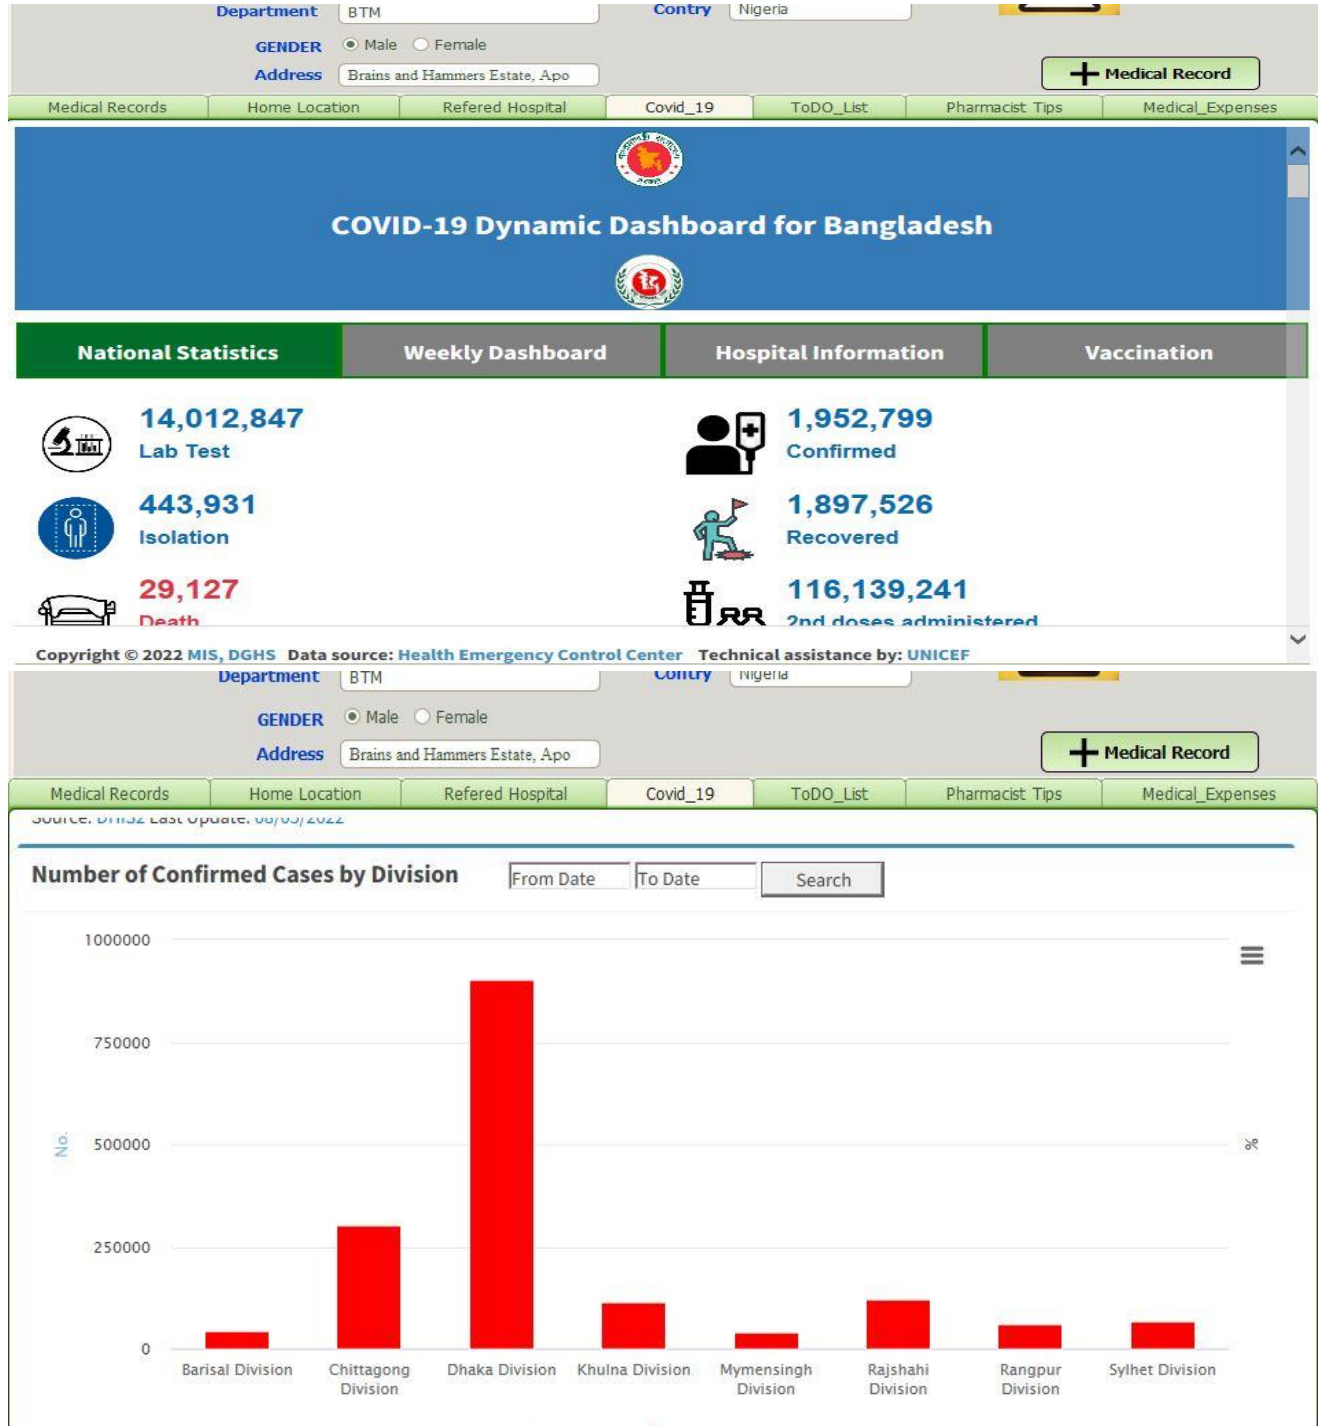 Department BTM Contry Nigeria
GENDER Male Female
Address Brains and Hammers Estate, Apo Medical Record
Medical Records Home Location Refered Hospital Covid_19 ToDO_List Pharmacist Tips Medical_Expenses
COVID-19 Dynamic Dashboard for Bangladesh
National Statistics Weekly Dashboard Hospital Information Vaccination
14,012,847 1,952,799
Lab Test Confirmed
443,931 1,897,526
Isolation Recovered
29,127 116,139,241
Death 2nd doses administered
Copyright © 2022 MIS, DGHS Data source: Health Emergency Control Center Technical assistance by: UNICEF
Department BTM Contry Nigeria
GENDER Male Female
Address Brains and Hammers Estate, Apo Medical Record
Medical Records Home Location Refered Hospital Covid_19 ToDO_List Pharmacist Tips Medical_Expenses
Source: DHIS2 Last Update: 08/05/2022
Number of Confirmed Cases by Division From Date To Date Search
1000000
750000
No. 500000 %
250000
0
Barisal Division Chittagong Division Dhaka Division Khulna Division Mymensingh Division Rajshahi Division Rangpur Division Sylhet Division